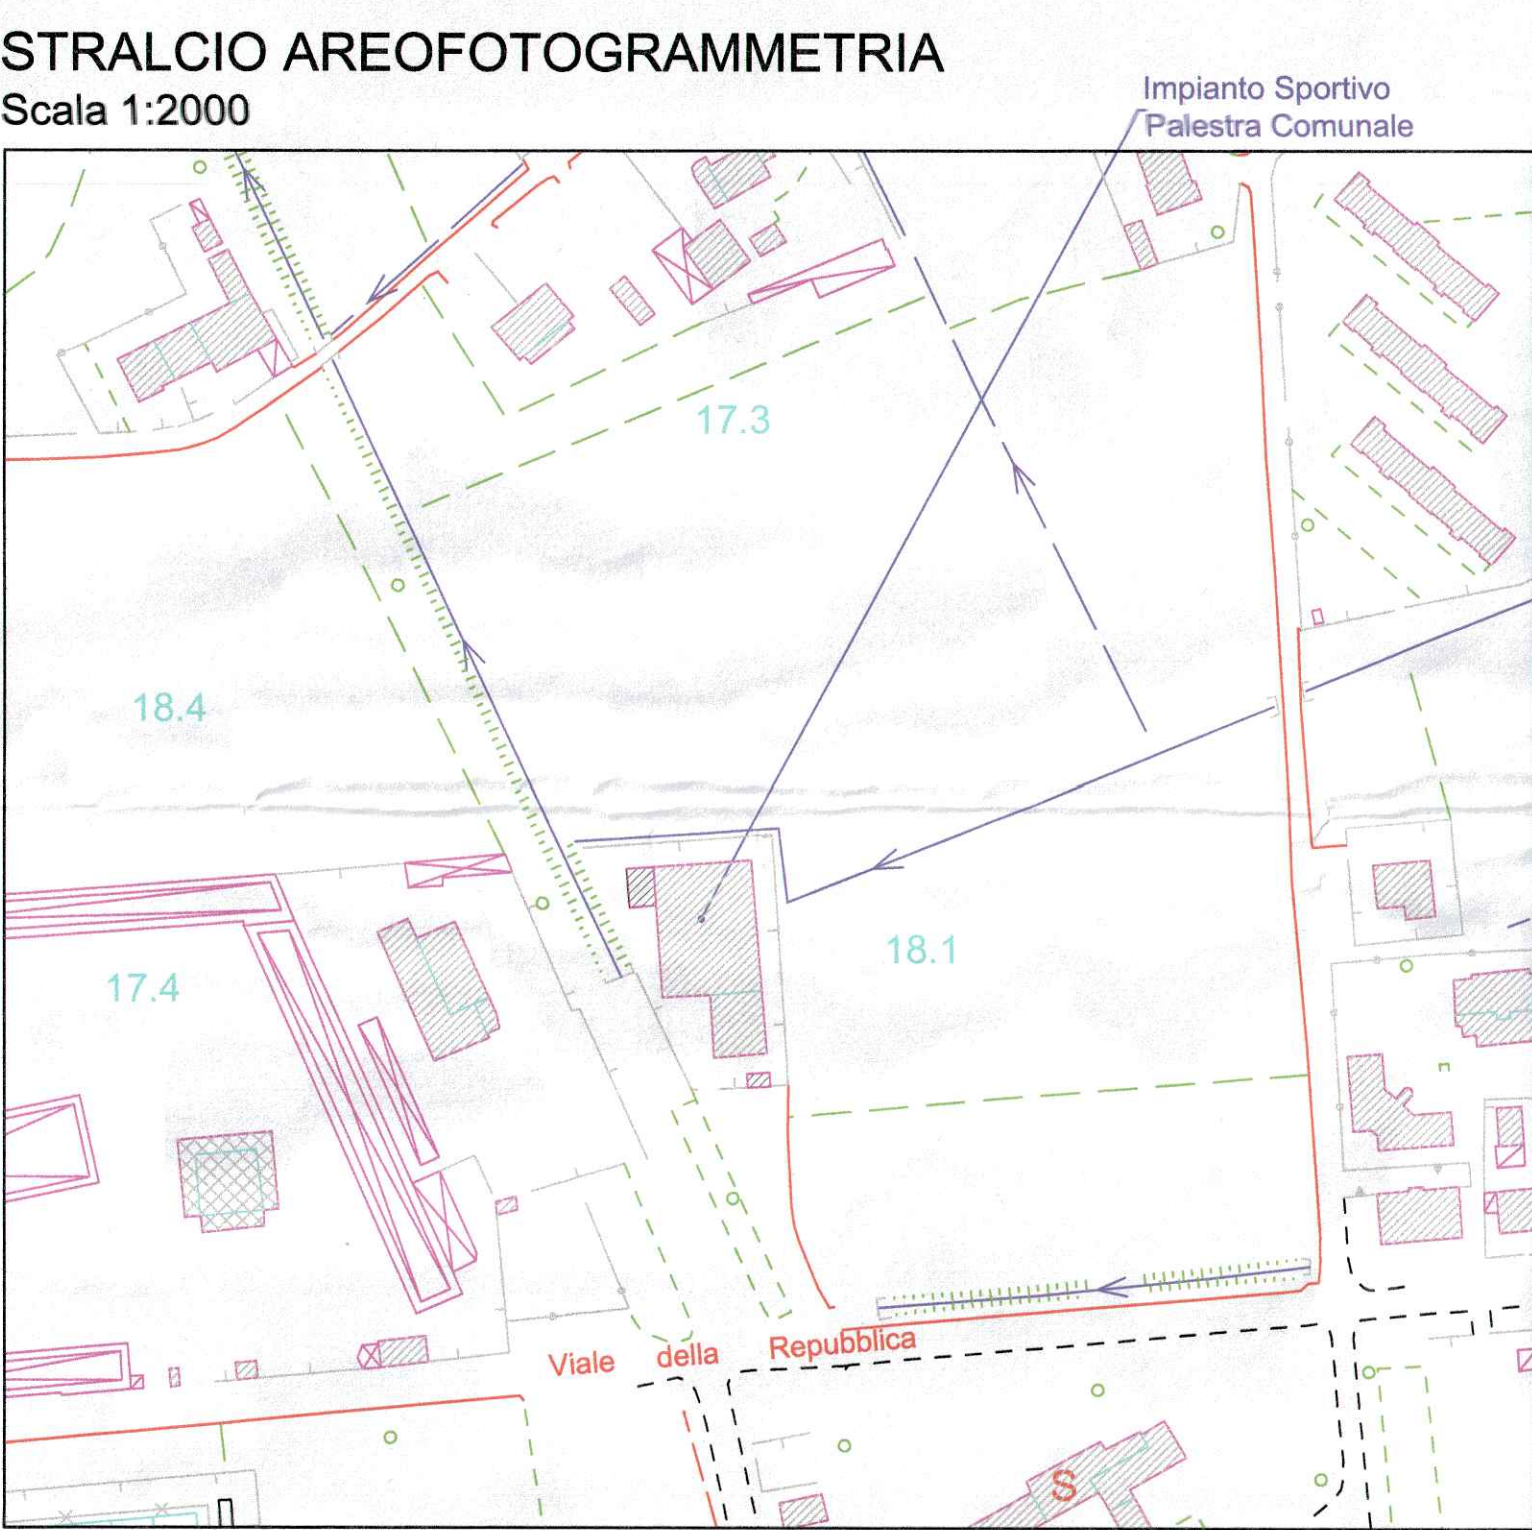 STRALCIO AREOFOTOGRAMMETRIA
Scala 1:2000
Impianto Sportivo
Palestra Comunale
17.3
18.4
18.1
17.4
Viale della Repubblica
S